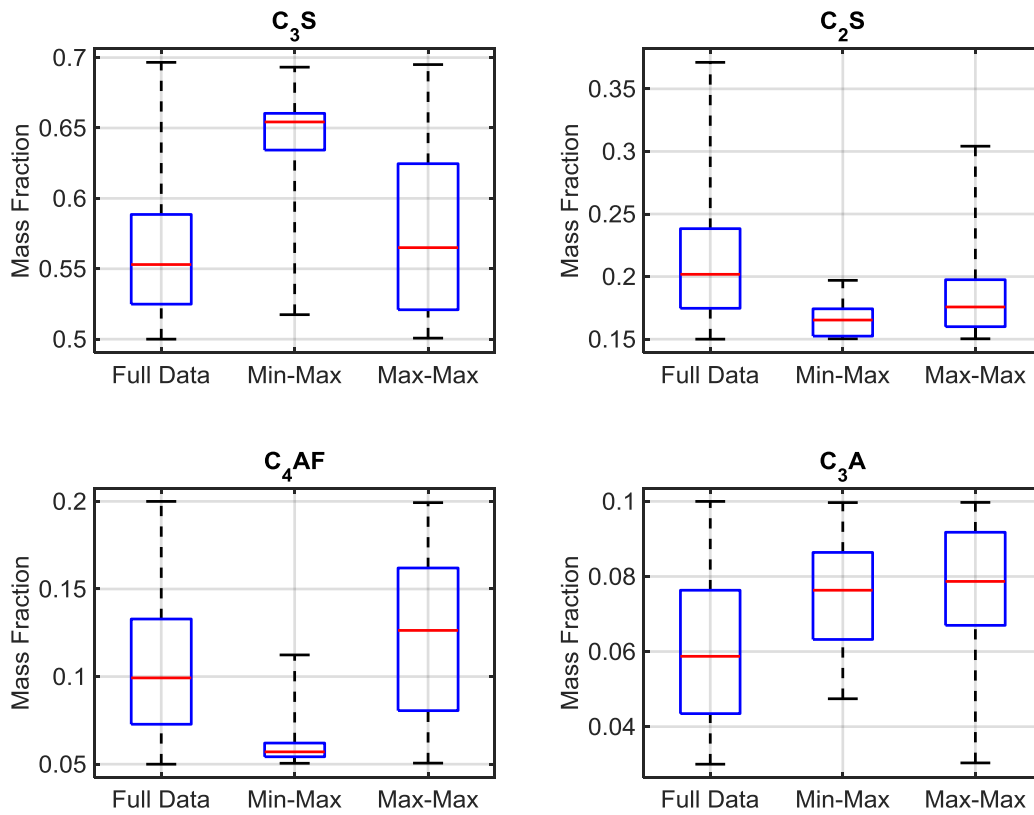 C₃S
Mass Fraction
0.7
0.65
0.6
0.55
0.5
Full Data
Min-Max
Max-Max
C₂S
Mass Fraction
0.35
0.3
0.25
0.2
0.15
Full Data
Min-Max
Max-Max
C₄AF
Mass Fraction
0.2
0.15
0.1
0.05
Full Data
Min-Max
Max-Max
C₃A
Mass Fraction
0.1
0.08
0.06
0.04
Full Data
Min-Max
Max-Max